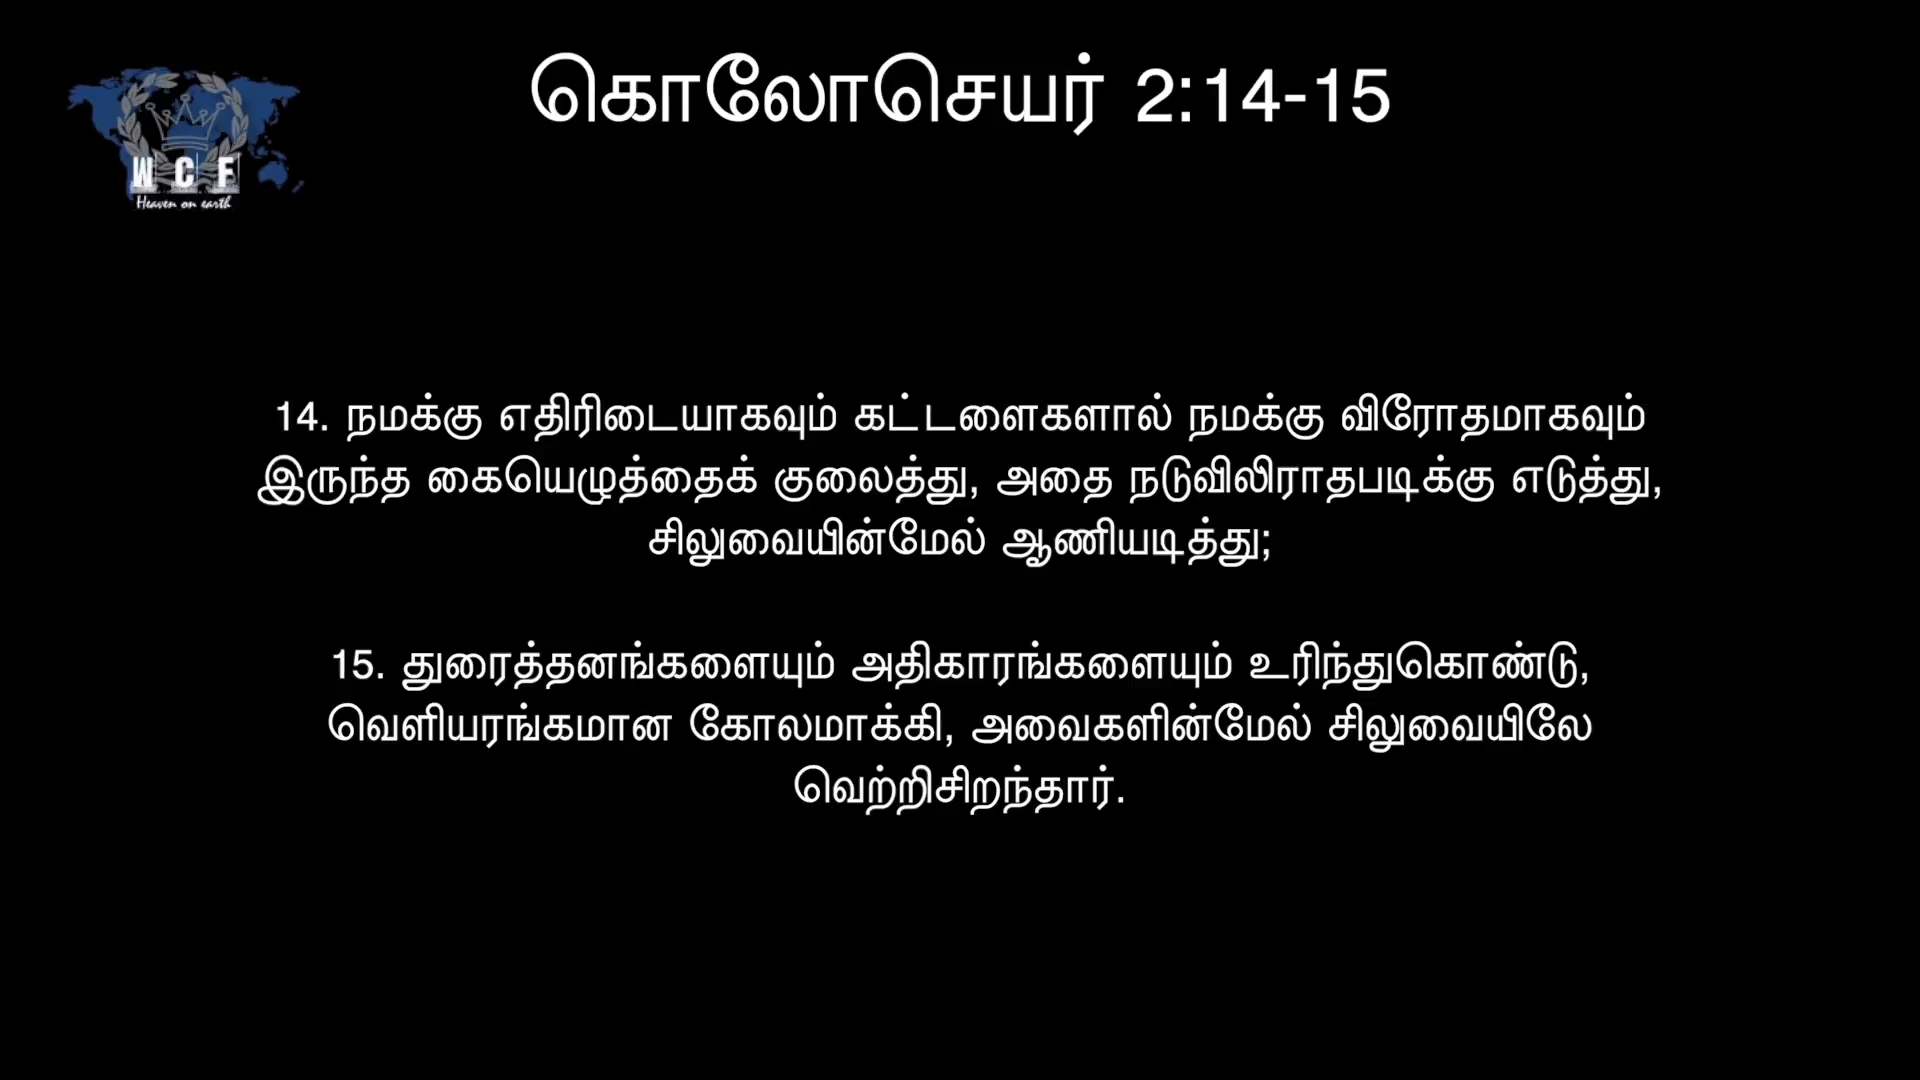 கொலோசெயர் 2:14-15
W C F
Heaven on earth
14. நமக்கு எதிரிடையாகவும் கட்டளைகளால் நமக்கு விரோதமாகவும்
இருந்த கையெழுத்தைக் குலைத்து, அதை நடுவிலிராதபடிக்கு எடுத்து,
சிலுவையின்மேல் ஆணியடித்து;
15. துரைத்தனங்களையும் அதிகாரங்களையும் உரிந்துகொண்டு,
வெளியரங்கமான கோலமாக்கி, அவைகளின்மேல் சிலுவையிலே
வெற்றிசிறந்தார்.